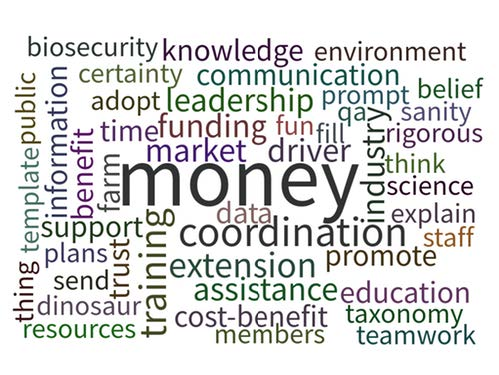 biosecurity knowledge environment
certainty communication
public information adopt leadership prompt belief
qa sanity
time funding fun fill rigorous
benefit farm market driver industry
think
template money science
data explain
support coordination staff
plans trust training extension promote
thing send assistance education
dinosaur cost-benefit taxonomy
resources members teamwork